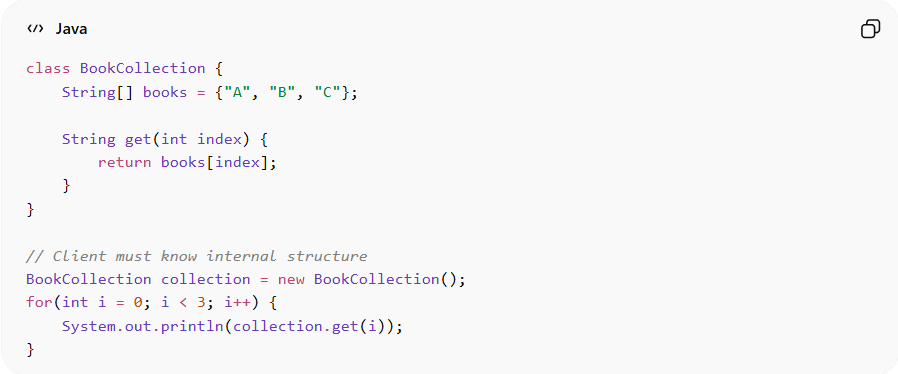 </> Java
class BookCollection {
    String[] books = {"A", "B", "C"};

    String get(int index) {
        return books[index];
    }
}

// Client must know internal structure
BookCollection collection = new BookCollection();
for(int i = 0; i < 3; i++) {
    System.out.println(collection.get(i));
}